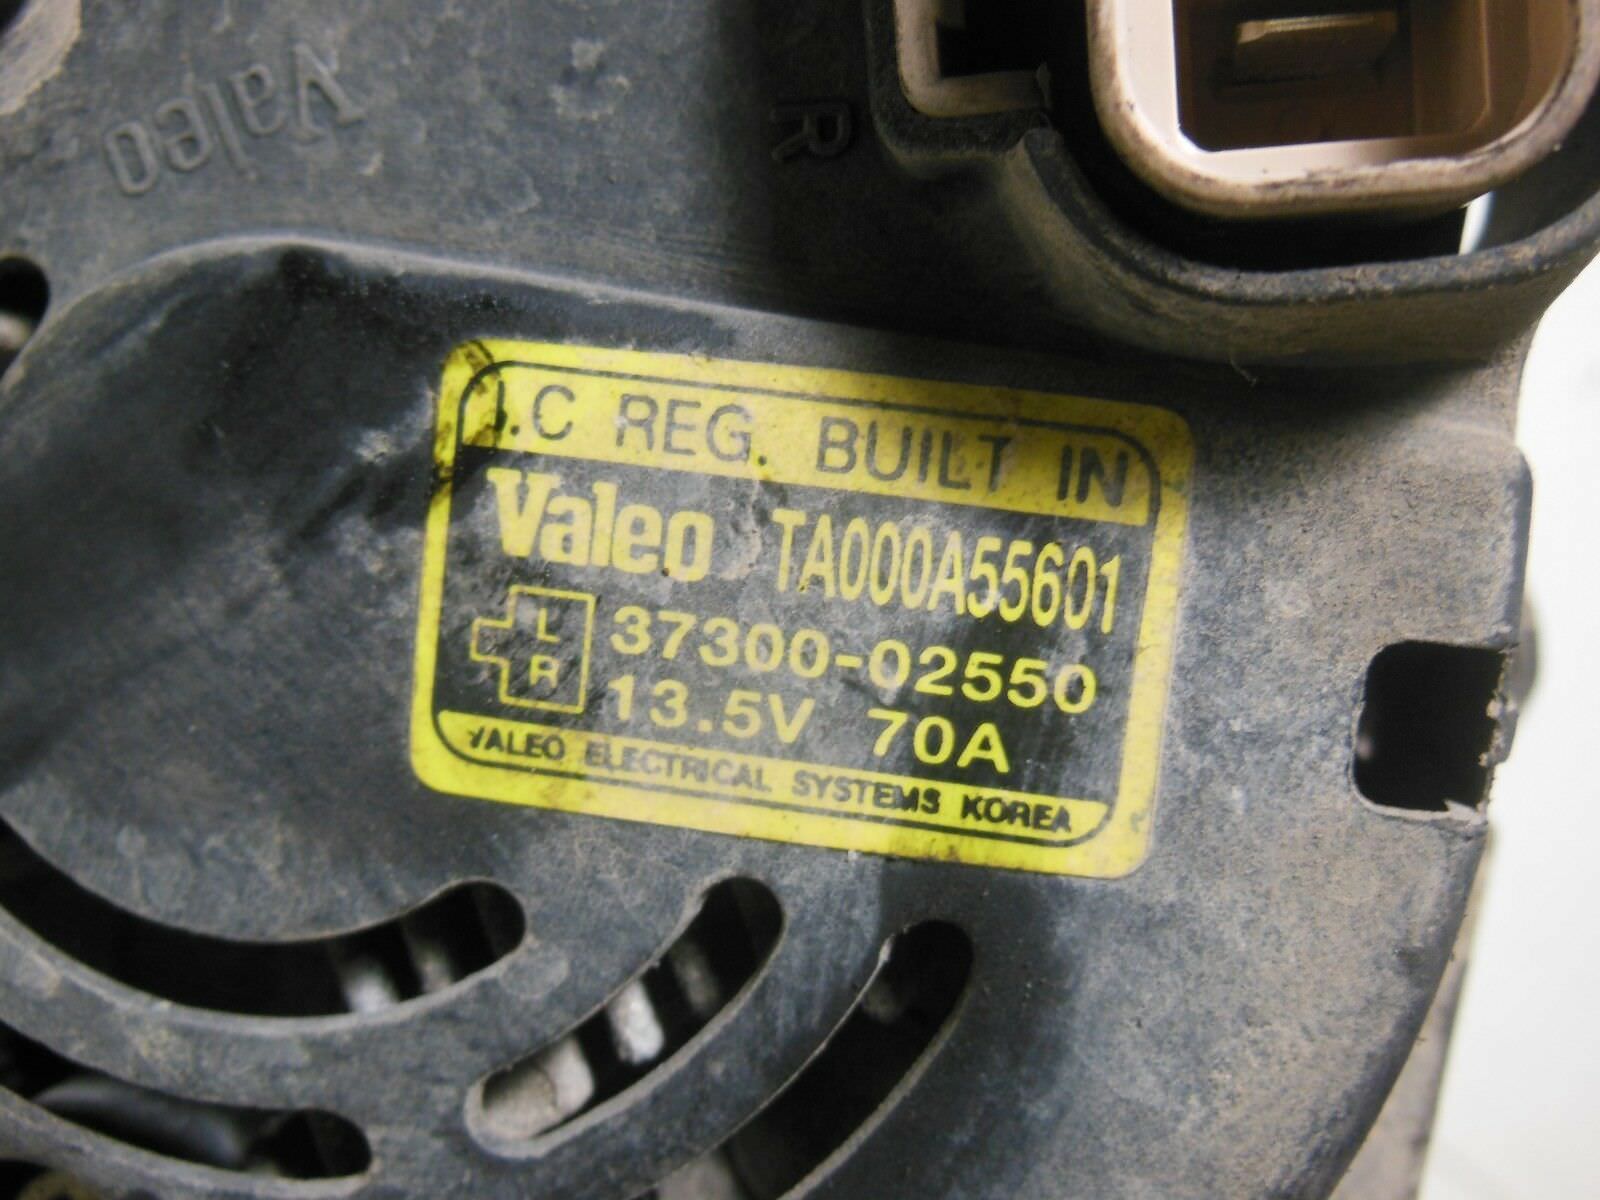 Valeo
R
I.C REG. BUILT IN
Valeo TA000A55601
L 37300-02550
R 13.5V 70A
VALEO ELECTRICAL SYSTEMS KOREA